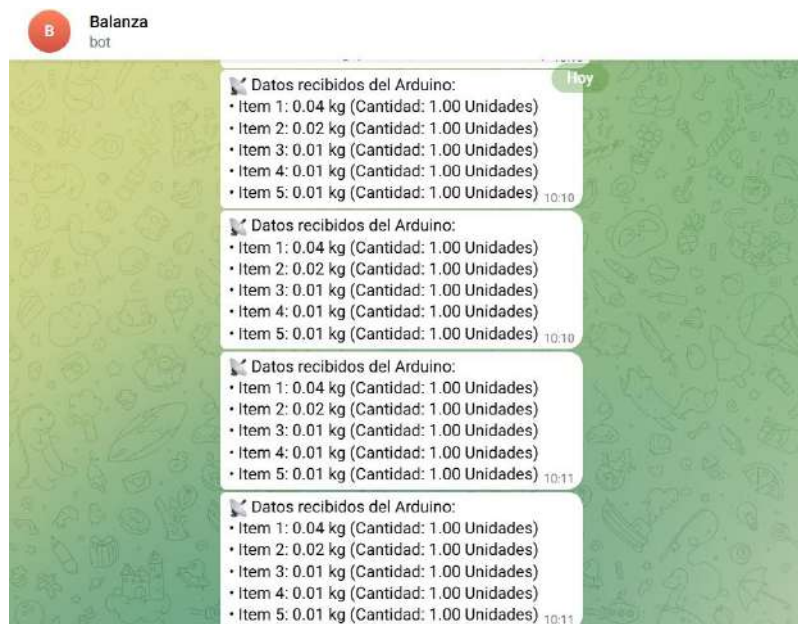 B
Balanza
bot
Hoy
Datos recibidos del Arduino:
• Item 1: 0.04 kg (Cantidad: 1.00 Unidades)
• Item 2: 0.02 kg (Cantidad: 1.00 Unidades)
• Item 3: 0.01 kg (Cantidad: 1.00 Unidades)
• Item 4: 0.01 kg (Cantidad: 1.00 Unidades)
• Item 5: 0.01 kg (Cantidad: 1.00 Unidades) 10:10
Datos recibidos del Arduino:
• Item 1: 0.04 kg (Cantidad: 1.00 Unidades)
• Item 2: 0.02 kg (Cantidad: 1.00 Unidades)
• Item 3: 0.01 kg (Cantidad: 1.00 Unidades)
• Item 4: 0.01 kg (Cantidad: 1.00 Unidades)
• Item 5: 0.01 kg (Cantidad: 1.00 Unidades) 10:10
Datos recibidos del Arduino:
• Item 1: 0.04 kg (Cantidad: 1.00 Unidades)
• Item 2: 0.02 kg (Cantidad: 1.00 Unidades)
• Item 3: 0.01 kg (Cantidad: 1.00 Unidades)
• Item 4: 0.01 kg (Cantidad: 1.00 Unidades)
• Item 5: 0.01 kg (Cantidad: 1.00 Unidades) 10:11
Datos recibidos del Arduino:
• Item 1: 0.04 kg (Cantidad: 1.00 Unidades)
• Item 2: 0.02 kg (Cantidad: 1.00 Unidades)
• Item 3: 0.01 kg (Cantidad: 1.00 Unidades)
• Item 4: 0.01 kg (Cantidad: 1.00 Unidades)
• Item 5: 0.01 kg (Cantidad: 1.00 Unidades) 10:11